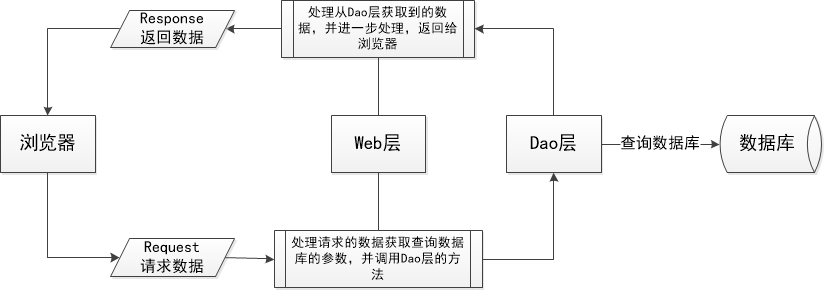 Response
返回数据
处理从Dao层获取到的数
据，并进一步处理，返回给
浏览器
浏览器
Web层
Dao层
查询数据库
数据库
Request
请求数据
处理请求的数据获取查询数据
库的参数，并调用Dao层的方
法